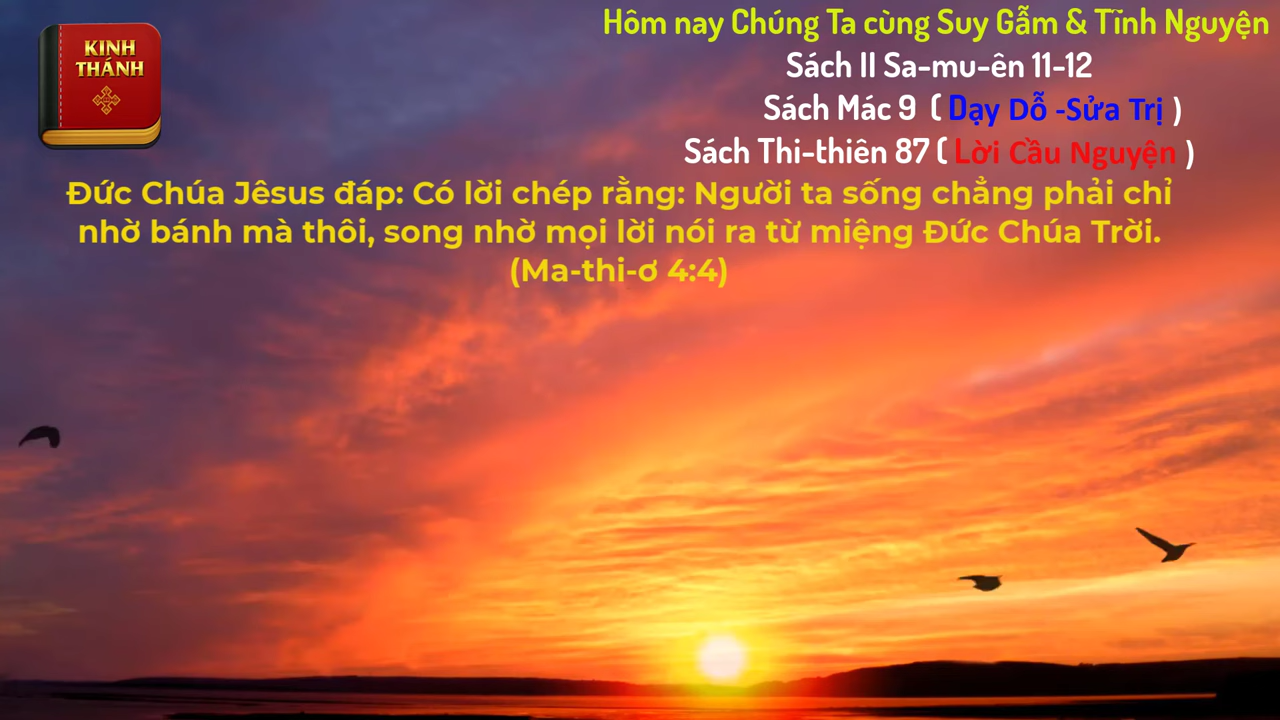 KINH
THÁNH
Hôm nay Chúng Ta cùng Suy Gẫm & Tĩnh Nguyện
Sách II Sa-mu-ên 11-12
Sách Mác 9 ( Dạy Dỗ -Sửa Trị )
Sách Thi-thiên 87 ( Lời Cầu Nguyện )
Đức Chúa Jêsus đáp: Có lời chép rằng: Người ta sống chẳng phải chỉ
nhờ bánh mà thôi, song nhờ mọi lời nói ra từ miệng Đức Chúa Trời.
(Ma-thi-ơ 4:4)